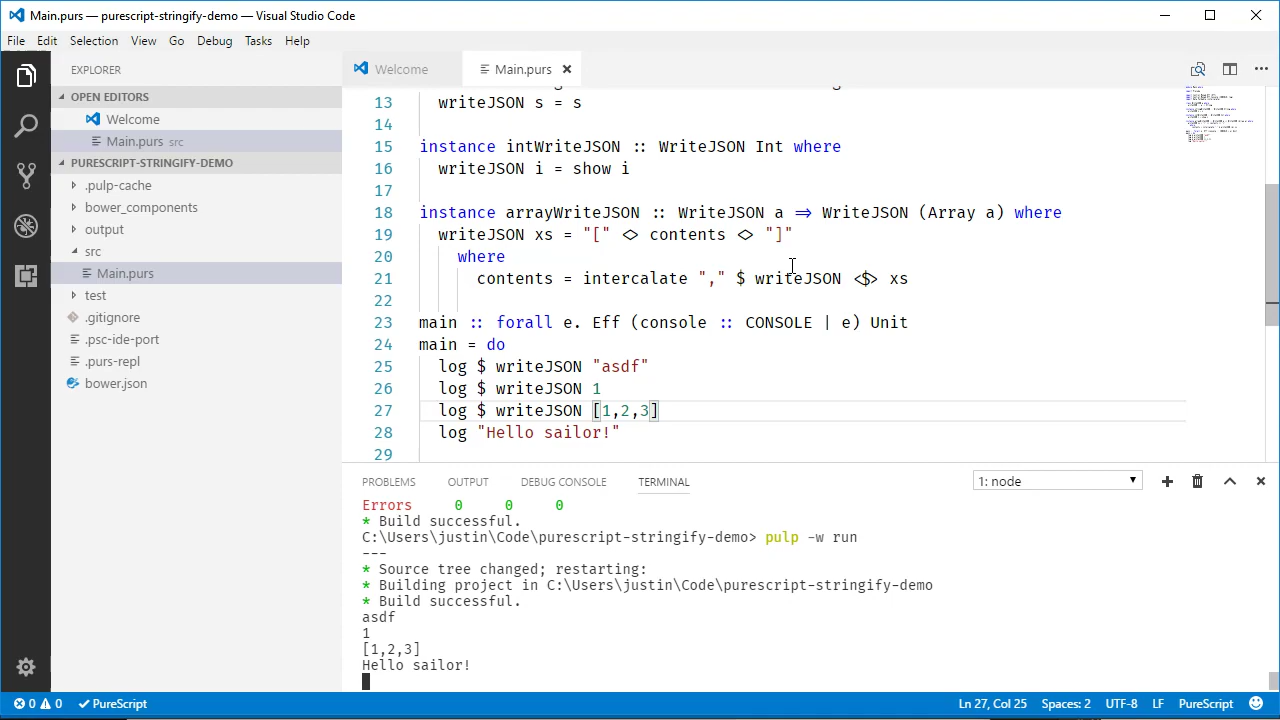 Main.purs — purescript-stringify-demo — Visual Studio Code
File Edit Selection View Go Debug Tasks Help
EXPLORER
OPEN EDITORS
Welcome
Main.purs src
PURESCRIPT-STRINGIFY-DEMO
.pulp-cache
bower_components
output
src
Main.purs
test
.gitignore
.psc-ide-port
.purs-repl
bower.json
Welcome Main.purs
13 writeJSON s = s
14
15 instance intWriteJSON :: WriteJSON Int where
16 writeJSON i = show i
17
18 instance arrayWriteJSON :: WriteJSON a => WriteJSON (Array a) where
19 writeJSON xs = "[" <> contents <> "]"
20 where
21 contents = intercalate "," $ writeJSON <$> xs
22
23 main :: forall e. Eff (console :: CONSOLE | e) Unit
24 main = do
25 log $ writeJSON "asdf"
26 log $ writeJSON 1
27 log $ writeJSON [1,2,3]
28 log "Hello sailor!"
29
PROBLEMS OUTPUT DEBUG CONSOLE TERMINAL 1: node
Errors 0 0 0
* Build successful.
C:\Users\justin\Code\purescript-stringify-demo> pulp -w run
---
* Source tree changed; restarting:
* Building project in C:\Users\justin\Code\purescript-stringify-demo
* Build successful.
asdf
1
[1,2,3]
Hello sailor!
0 0 PureScript Ln 27, Col 25 Spaces: 2 UTF-8 LF PureScript